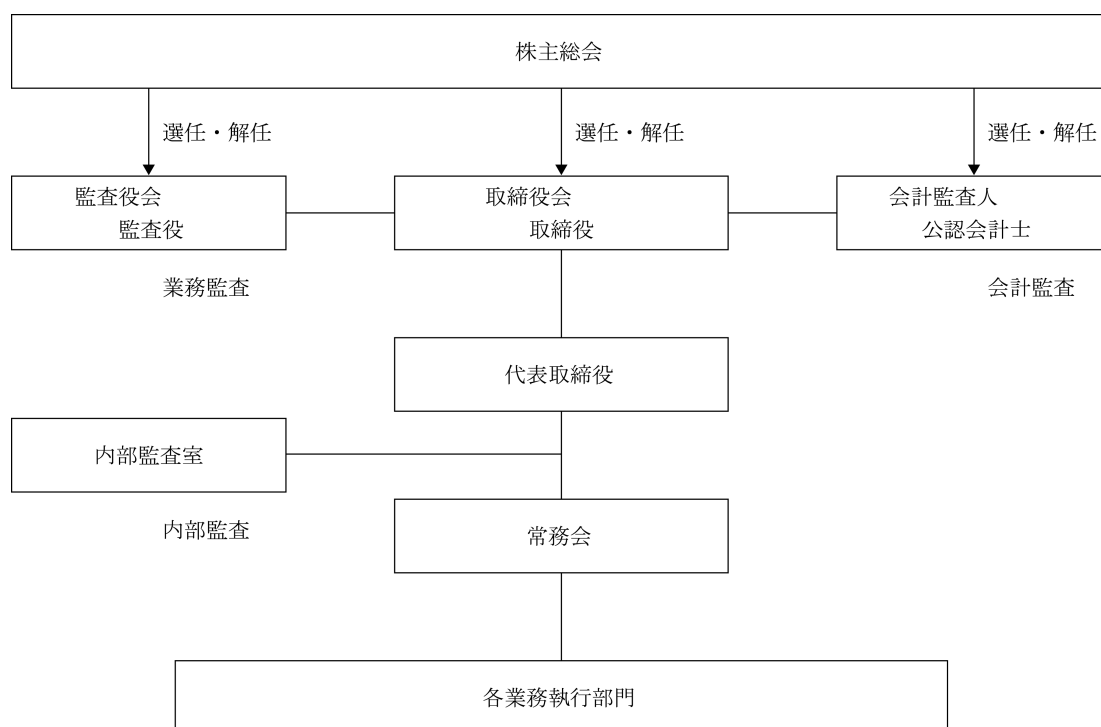 株主総会
選任・解任
選任・解任
選任・解任
監査役会
監査役
取締役会
取締役
会計監査人
公認会計士
業務監査
会計監査
代表取締役
内部監査室
内部監査
常務会
各業務執行部門